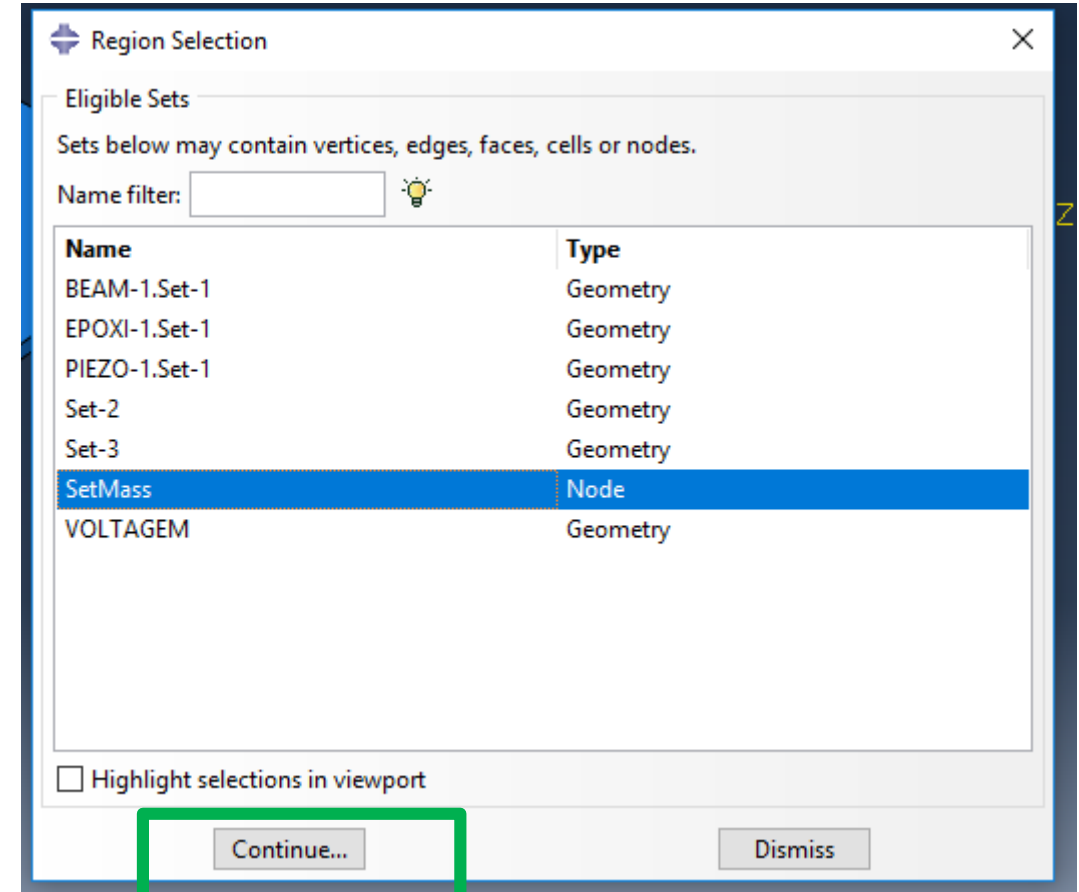 Region Selection
Eligible Sets
Sets below may contain vertices, edges, faces, cells or nodes.
Name filter:
Name Type
BEAM-1.Set-1 Geometry
EPOXI-1.Set-1 Geometry
PIEZO-1.Set-1 Geometry
Set-2 Geometry
Set-3 Geometry
SetMass Node
VOLTAGEM Geometry
Highlight selections in viewport
Continue... Dismiss
Z